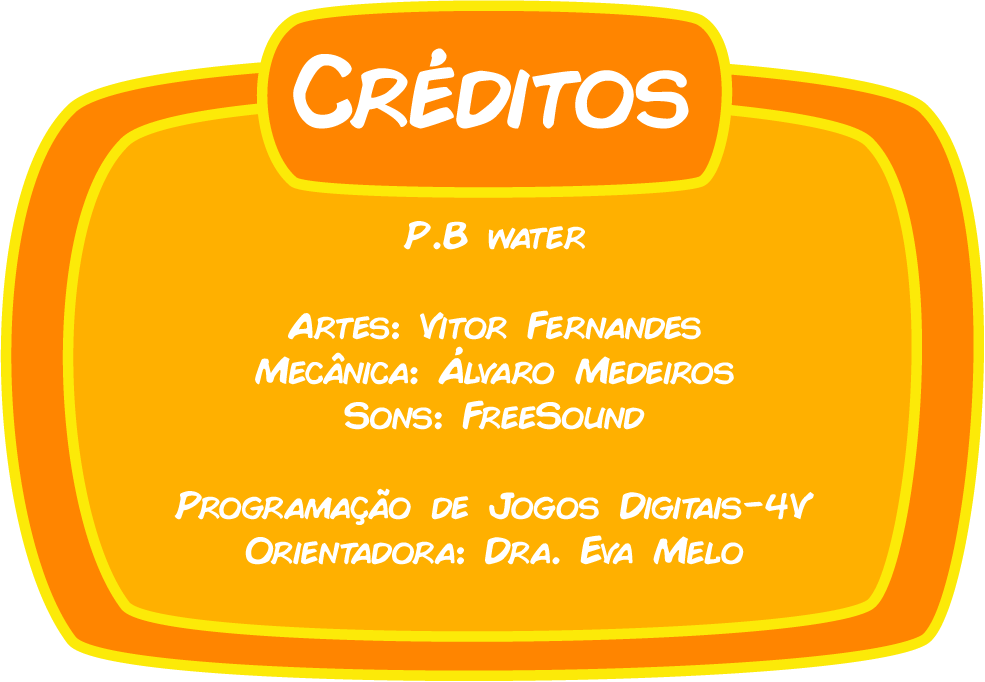 Créditos
P.B water
Artes: Vitor Fernandes
Mecânica: Álvaro Medeiros
Sons: FreeSound
Programação de Jogos Digitais-4V
Orientadora: Dra. Eva Melo